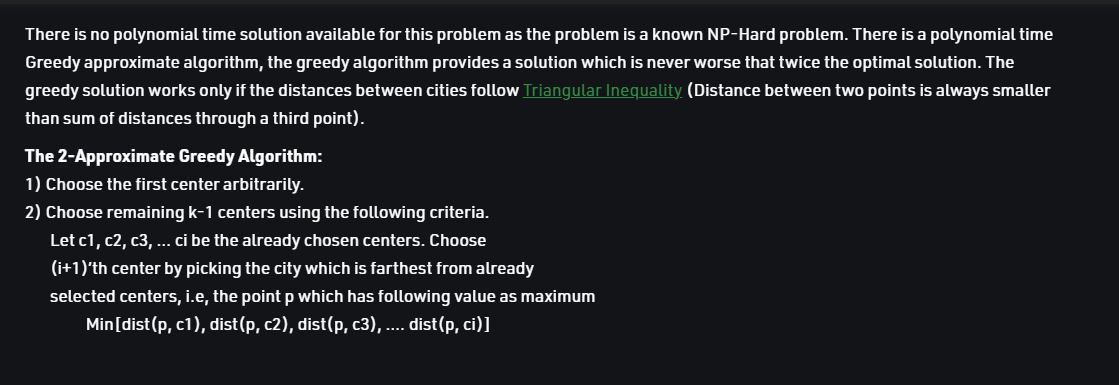 There is no polynomial time solution available for this problem as the problem is a known NP-Hard problem. There is a polynomial time
Greedy approximate algorithm, the greedy algorithm provides a solution which is never worse that twice the optimal solution. The
greedy solution works only if the distances between cities follow Triangular Inequality (Distance between two points is always smaller
than sum of distances through a third point).
The 2-Approximate Greedy Algorithm:
1) Choose the first center arbitrarily.
2) Choose remaining k-1 centers using the following criteria.
Let c1, c2, c3, ... ci be the already chosen centers. Choose
(i+1)'th center by picking the city which is farthest from already
selected centers, i.e, the point p which has following value as maximum
Min[dist(p, c1), dist(p, c2), dist(p, c3), .... dist(p, ci)]